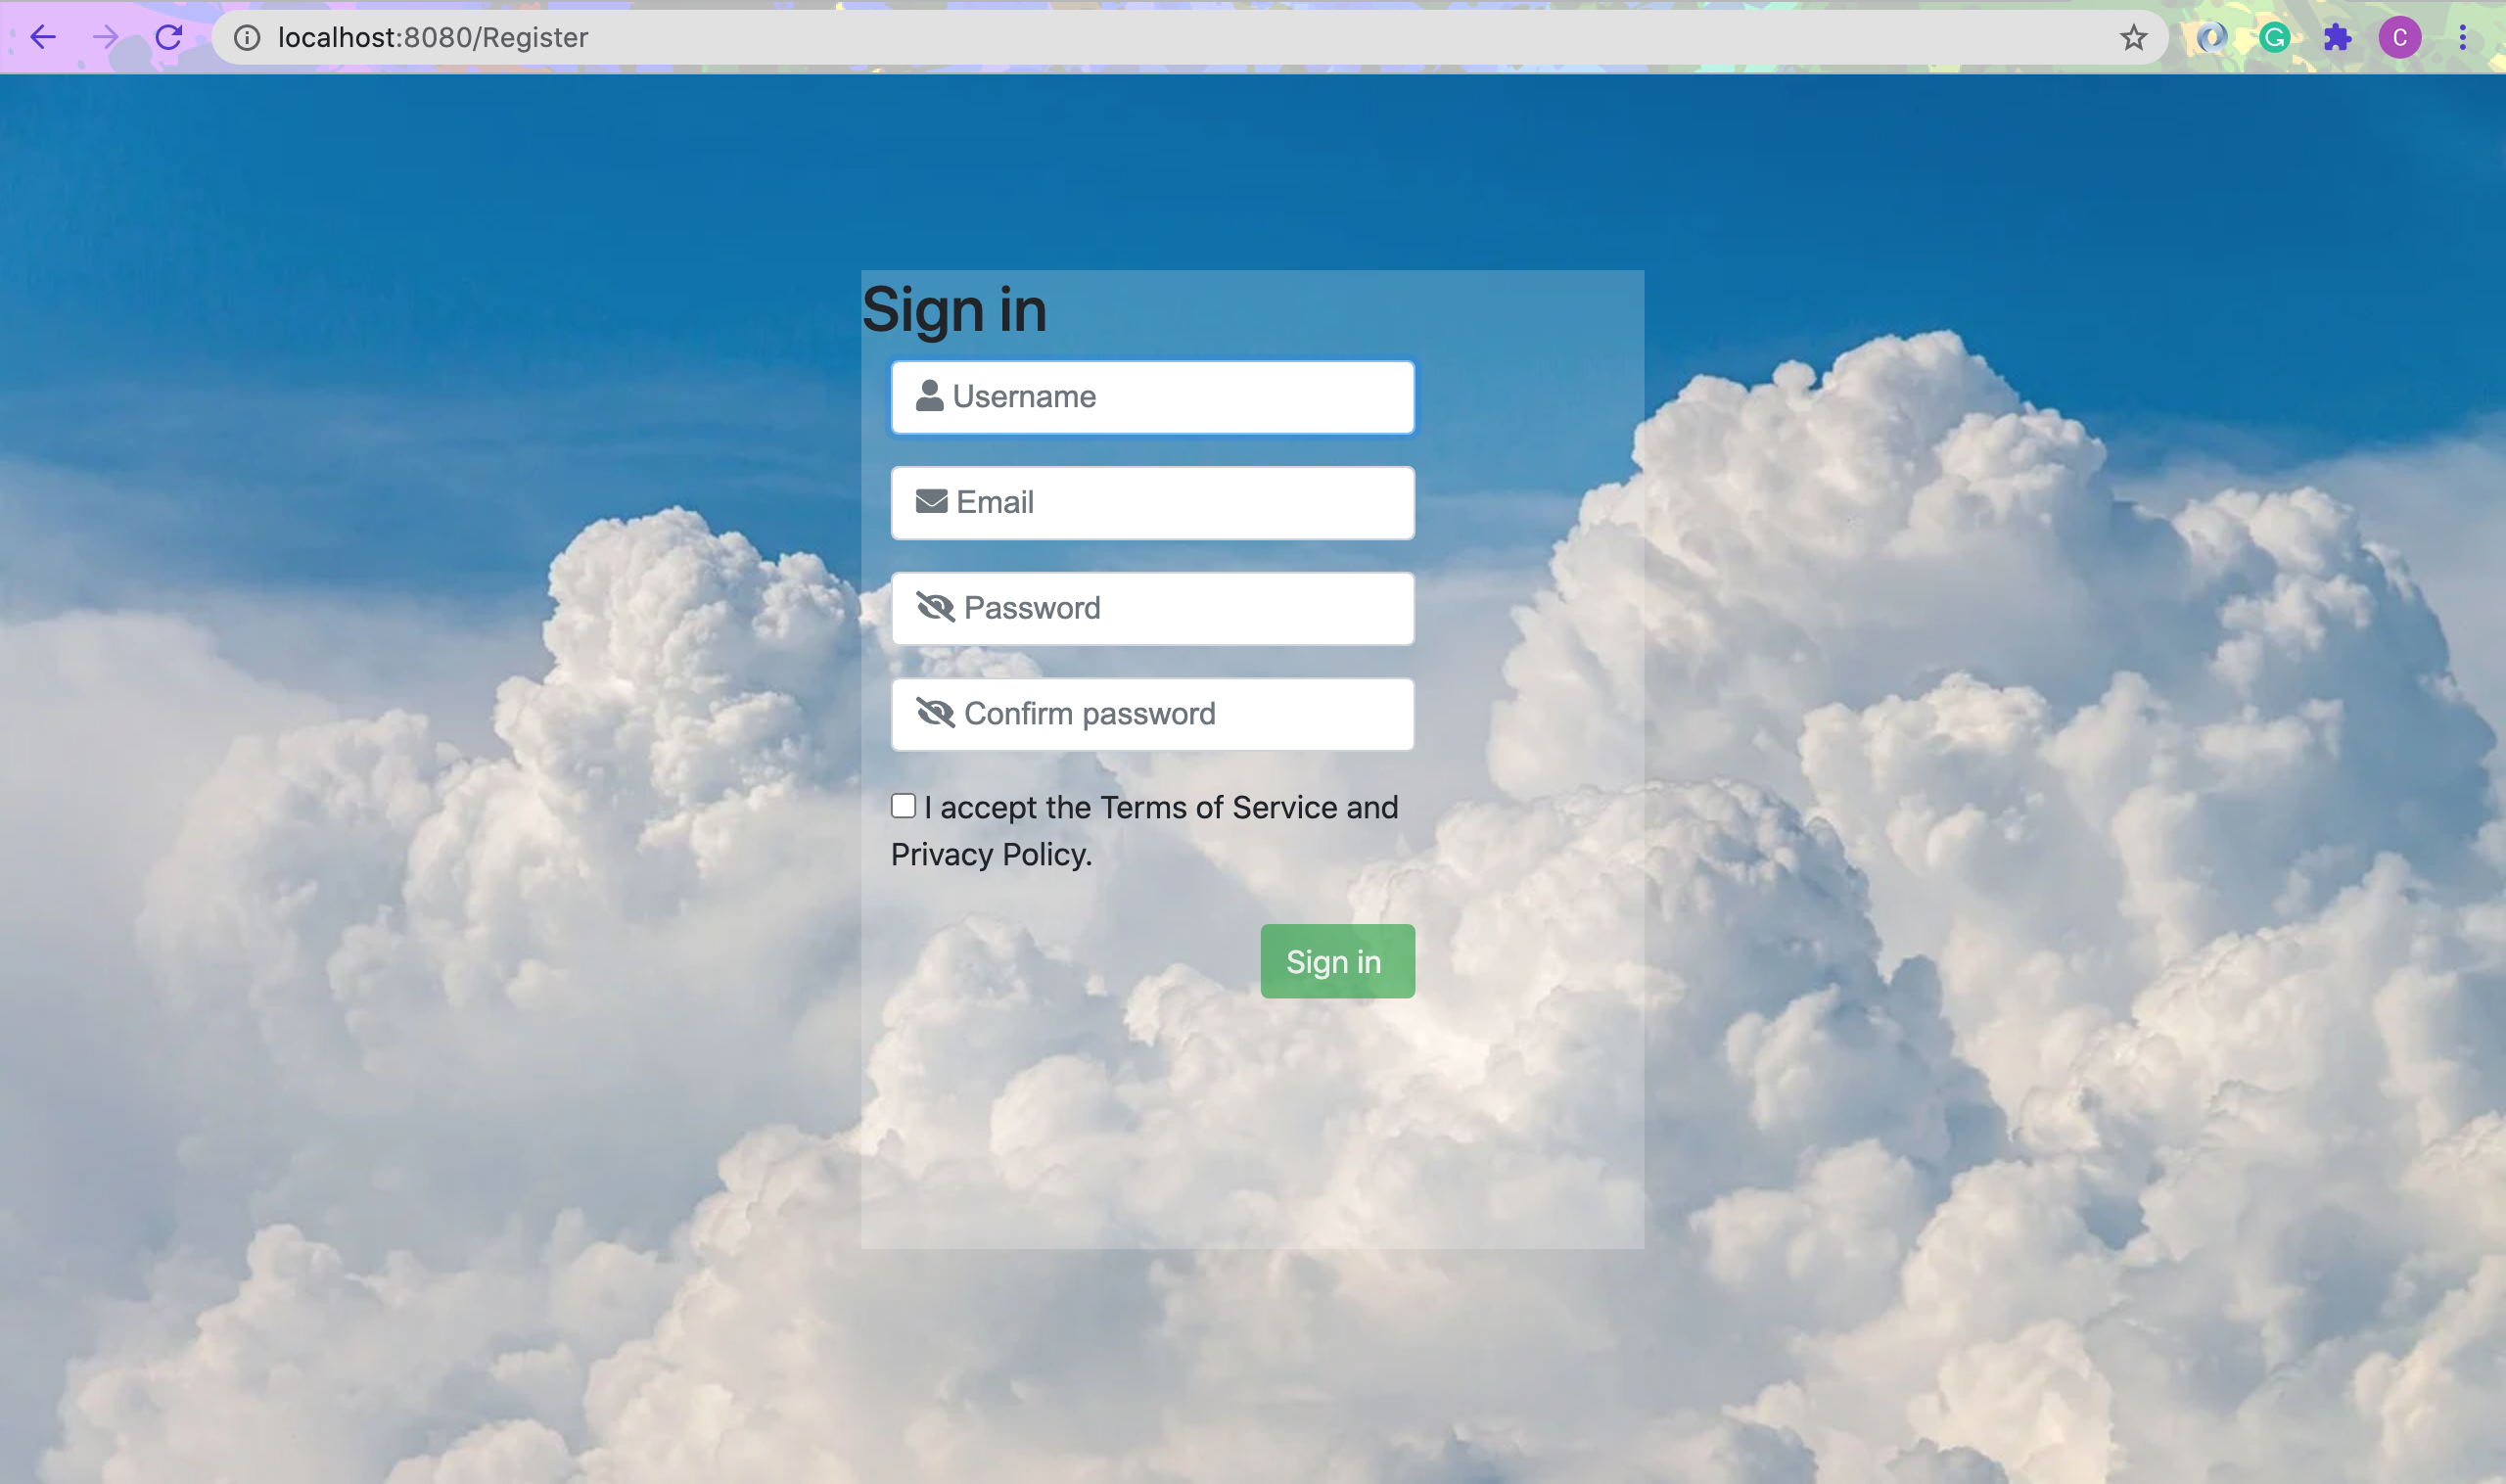 localhost:8080/Register
C
Sign in
Username
Email
Password
Confirm password
I accept the Terms of Service and
Privacy Policy.
Sign in